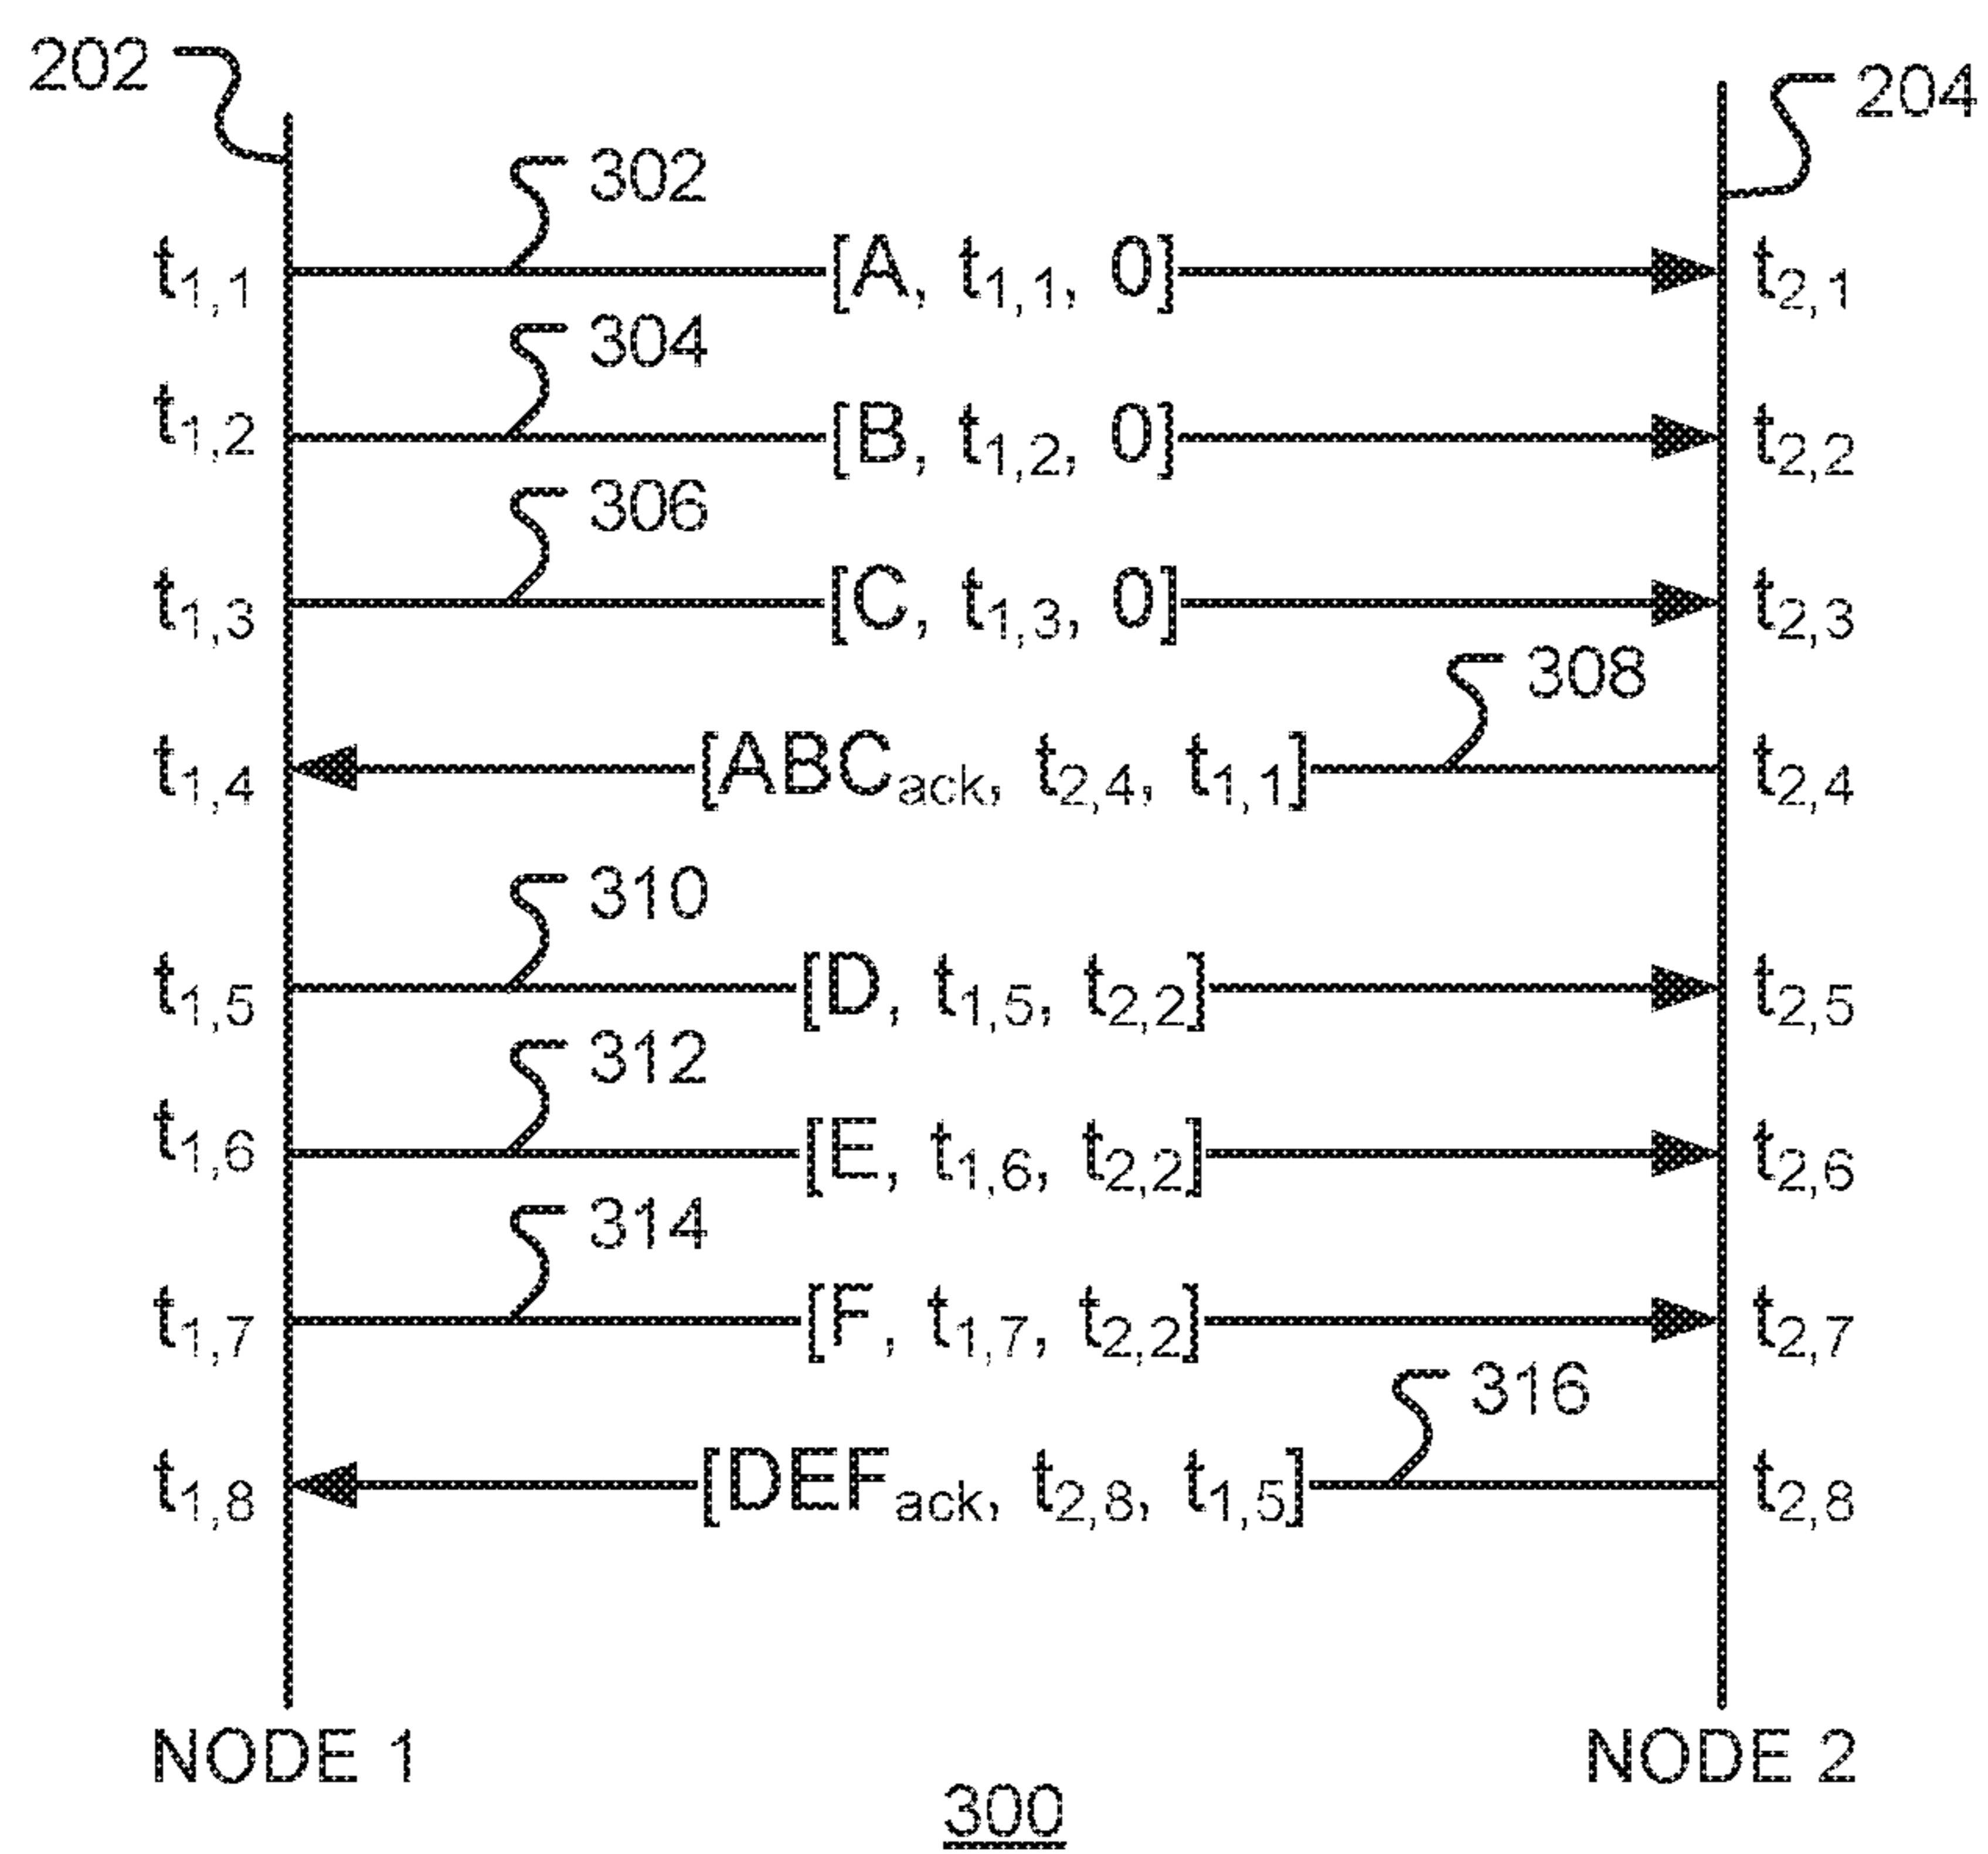 202
204
302
t1,1 [A, t1,1, 0] t2,1
304
t1,2 [B, t1,2, 0] t2,2
306
t1,3 [C, t1,3, 0] t2,3
308
t1,4 [ABCack, t2,4, t1,1] t2,4
310
t1,5 [D, t1,5, t2,2] t2,5
312
t1,6 [E, t1,6, t2,2] t2,6
314
t1,7 [F, t1,7, t2,2] t2,7
316
t1,8 [DEFack, t2,8, t1,5] t2,8
NODE 1 NODE 2
300